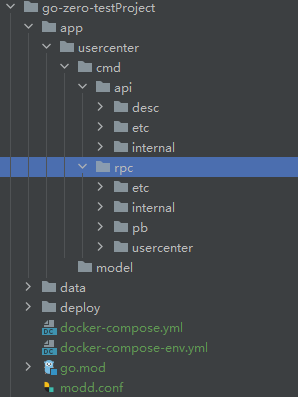 go-zero-testProject
app
usercenter
cmd
api
desc
etc
internal
rpc
etc
internal
pb
usercenter
model
data
deploy
docker-compose.yml
docker-compose-env.yml
go.mod
modd.conf